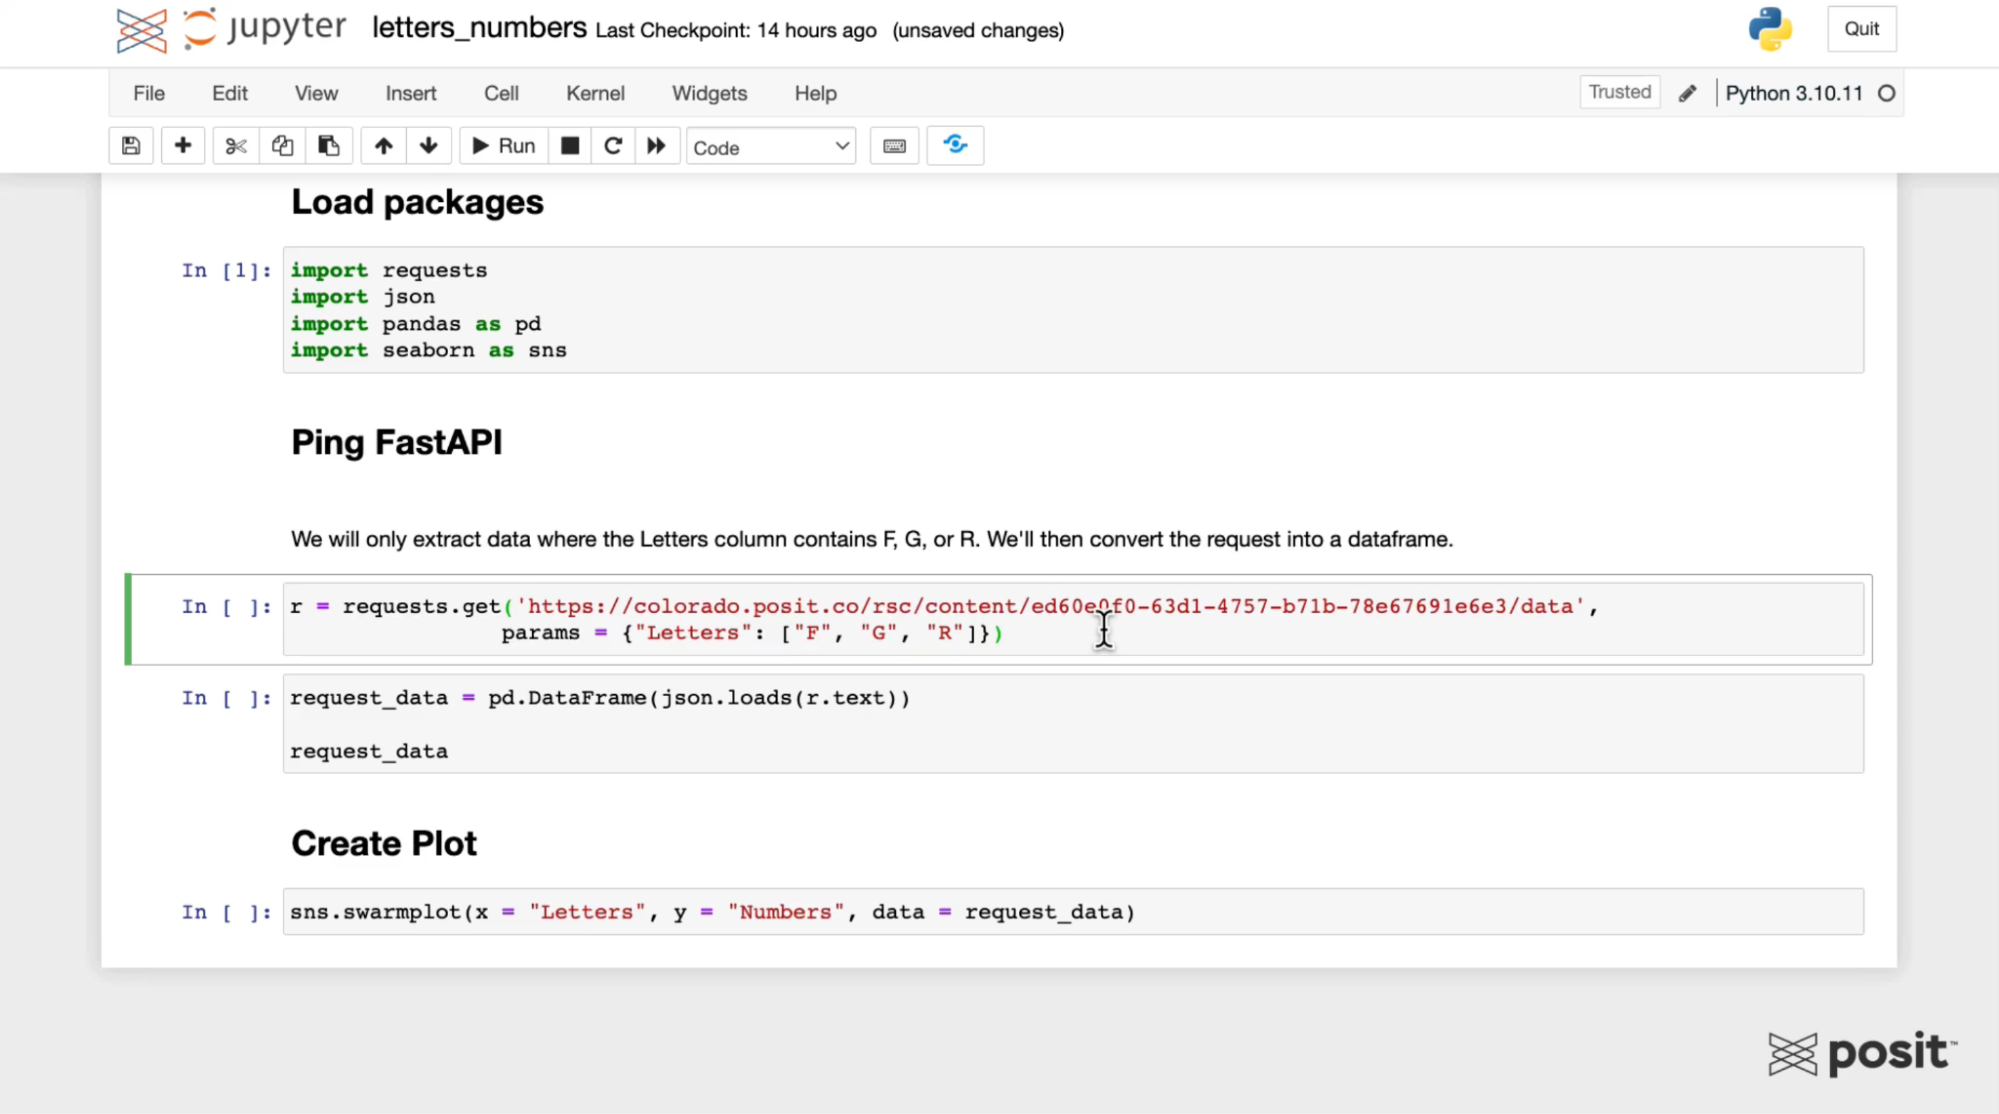 jupyter letters_numbers Last Checkpoint: 14 hours ago (unsaved changes) Quit
File Edit View Insert Cell Kernel Widgets Help Trusted Python 3.10.11
Run Code
Load packages
In [1]: import requests
import json
import pandas as pd
import seaborn as sns
Ping FastAPI
We will only extract data where the Letters column contains F, G, or R. We'll then convert the request into a dataframe.
In [ ]: r = requests.get('https://colorado.posit.co/rsc/content/ed60e0f0-63d1-4757-b71b-78e67691e6e3/data',
params = {"Letters": ["F", "G", "R"]})
In [ ]: request_data = pd.DataFrame(json.loads(r.text))
request_data
Create Plot
In [ ]: sns.swarmplot(x = "Letters", y = "Numbers", data = request_data)
posit™